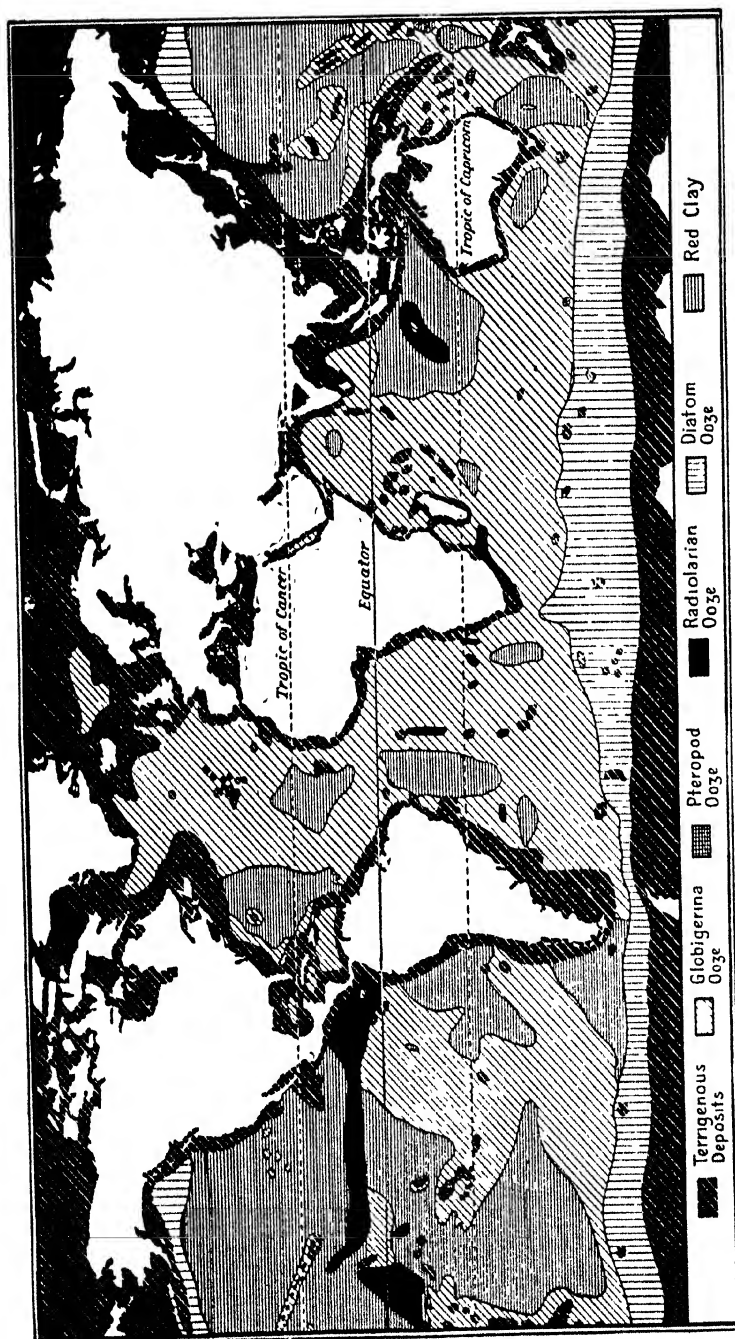 Tropic of Cancer
Equator
Tropic of Capricorn
Terrigenous
Deposits
Globigerina
Ooze
Pteropod
Ooze
Radiolarian
Ooze
Diatom
Ooze
Red Clay